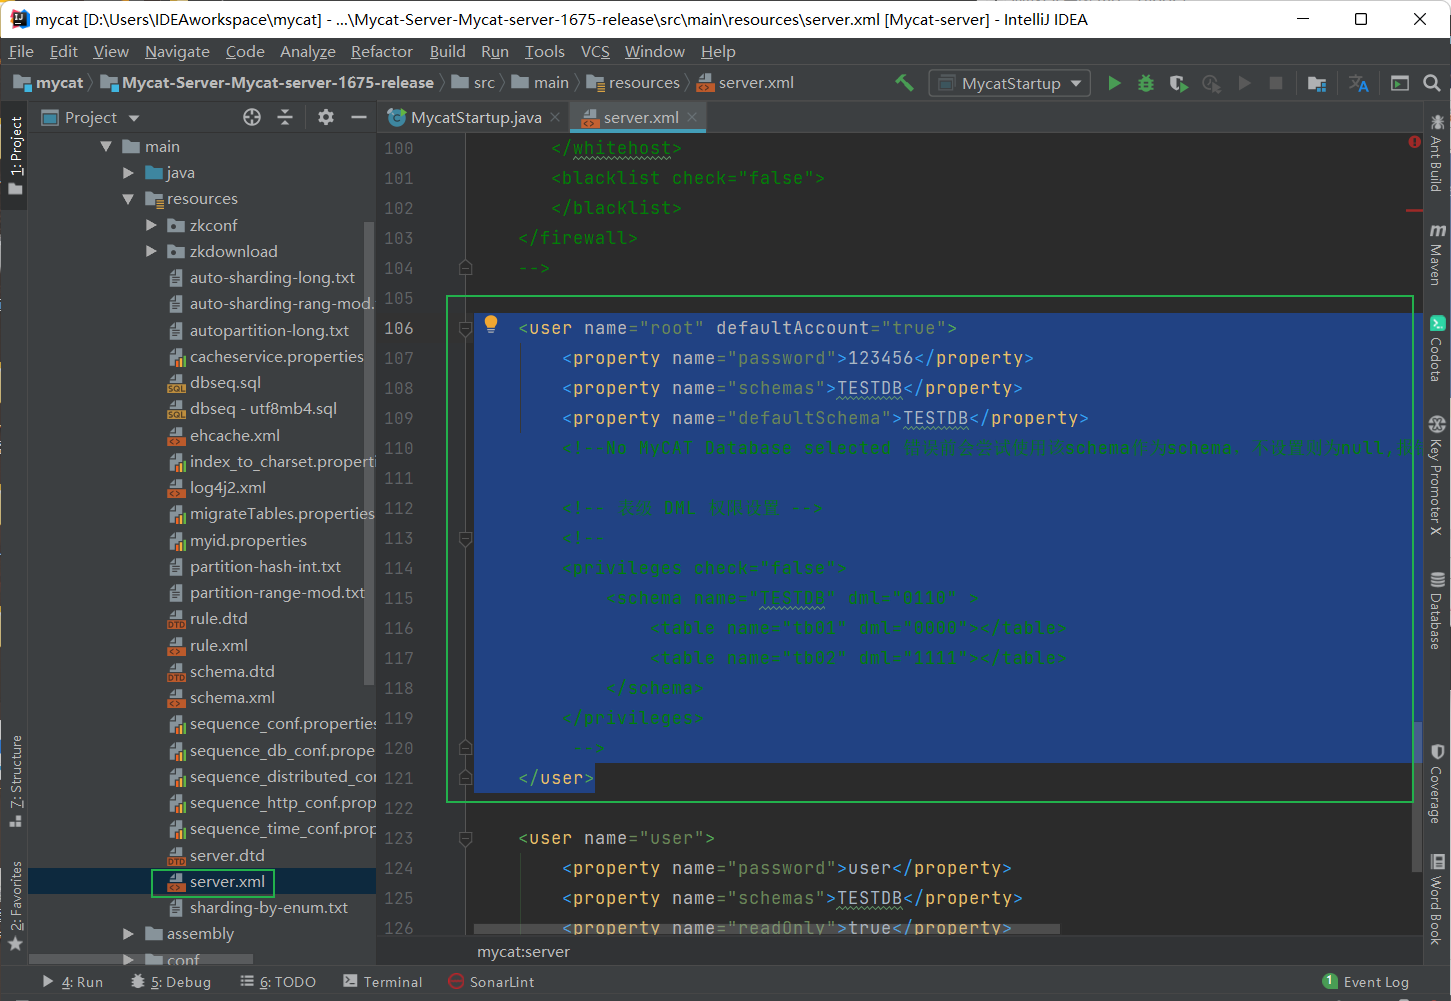 mycat [D:\Users\IDEAworkspace\mycat] - ...\Mycat-Server-Mycat-server-1675-release\src\main\resources\server.xml [Mycat-server] - IntelliJ IDEA
File Edit View Navigate Code Analyze Refactor Build Run Tools VCS Window Help
mycat Mycat-Server-Mycat-server-1675-release src main resources server.xml MycatStartup
Project
MycatStartup.java server.xml
1: Project
7: Structure
2: Favorites
main
java
resources
zkconf
zkdownload
auto-sharding-long.txt
auto-sharding-rang-mod.
autopartition-long.txt
cacheservice.properties
dbseq.sql
dbseq - utf8mb4.sql
ehcache.xml
index_to_charset.properti
log4j2.xml
migrateTables.properties
myid.properties
partition-hash-int.txt
partition-range-mod.txt
rule.dtd
rule.xml
schema.dtd
schema.xml
sequence_conf.properties
sequence_db_conf.prope
sequence_distributed_co
sequence_http_conf.prop
sequence_time_conf.prop
server.dtd
server.xml
sharding-by-enum.txt
assembly
conf
100 </whitehost>
101 <blacklist check="false">
102 </blacklist>
103 </firewall>
104 -->
105
106 <user name="root" defaultAccount="true">
107 <property name="password">123456</property>
108 <property name="schemas">TESTDB</property>
109 <property name="defaultSchema">TESTDB</property>
110 <!--No MyCAT Database selected 错误前会尝试使用该schema作为schema，不设置则为null,报错
111
112 <!-- 表级 DML 权限设置 -->
113 <!--
114 <privileges check="false">
115 <schema name="TESTDB" dml="0110" >
116 <table name="tb01" dml="0000"></table>
117 <table name="tb02" dml="1111"></table>
118 </schema>
119 </privileges>
120 -->
121 </user>
122
123 <user name="user">
124 <property name="password">user</property>
125 <property name="schemas">TESTDB</property>
126 <property name="readOnly">true</property>
mycat:server
Ant Build
Maven
Codota
Key Promoter X
Database
Coverage
Word Book
4: Run 5: Debug 6: TODO Terminal SonarLint 1 Event Log